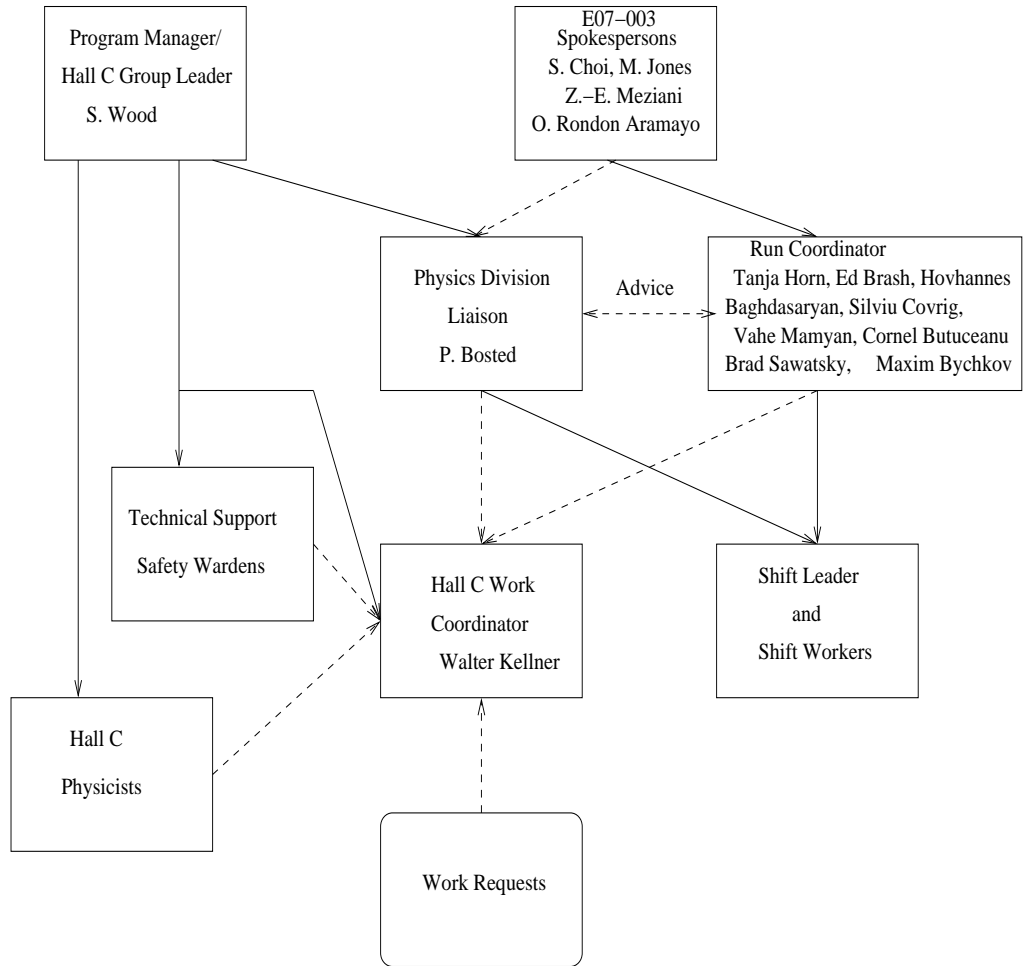 Program Manager/
Hall C Group Leader
S. Wood
E07−003
Spokespersons
S. Choi, M. Jones
Z.−E. Meziani
O. Rondon Aramayo
Physics Division
Liaison
P. Bosted
Advice
Run Coordinator
Tanja Horn, Ed Brash, Hovhannes
Baghdasaryan, Silviu Covrig,
Vahe Mamyan, Cornel Butuceanu
Brad Sawatsky, Maxim Bychkov
Technical Support
Safety Wardens
Hall C Work
Coordinator
Walter Kellner
Shift Leader
and
Shift Workers
Hall C
Physicists
Work Requests